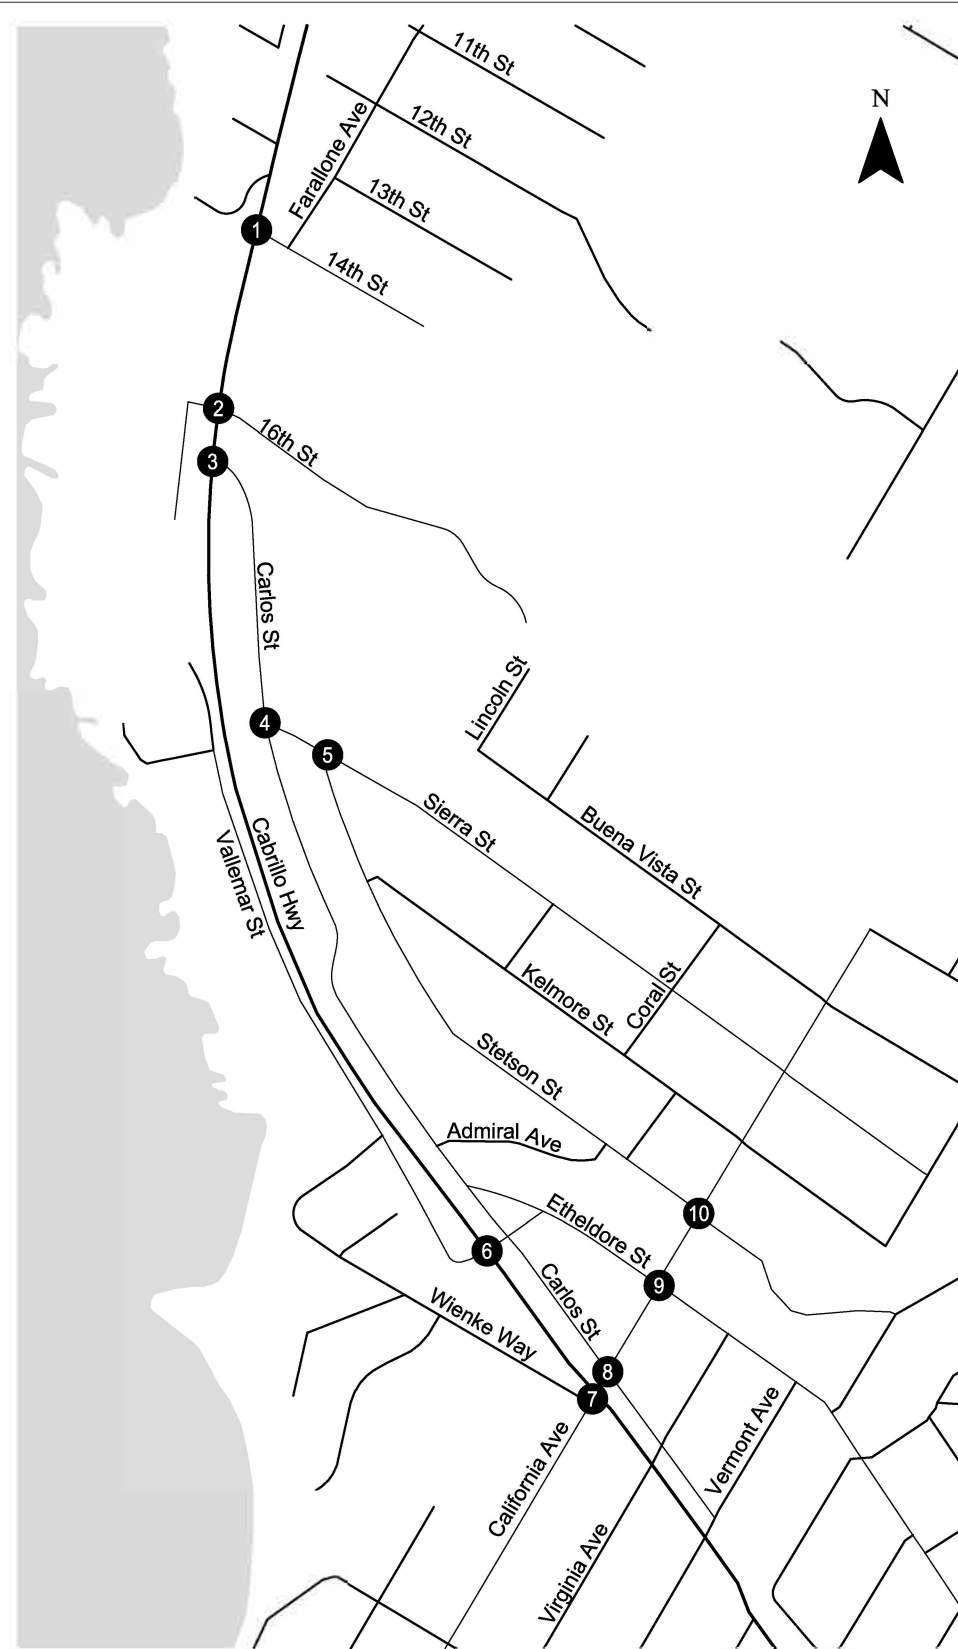 11th St
N
12th St
Farallone Ave
13th St
1
14th St
2
16th St
3
Carlos St
Lincoln St
4
5
Sierra St
Buena Vista St
Cabrillo Hwy
Vallemar St
Kelmore St
Coral St
Stetson St
Admiral Ave
10
Etheldore St
6
9
Carlos St
Wienke Way
8
7
Vermont Ave
California Ave
Virginia Ave